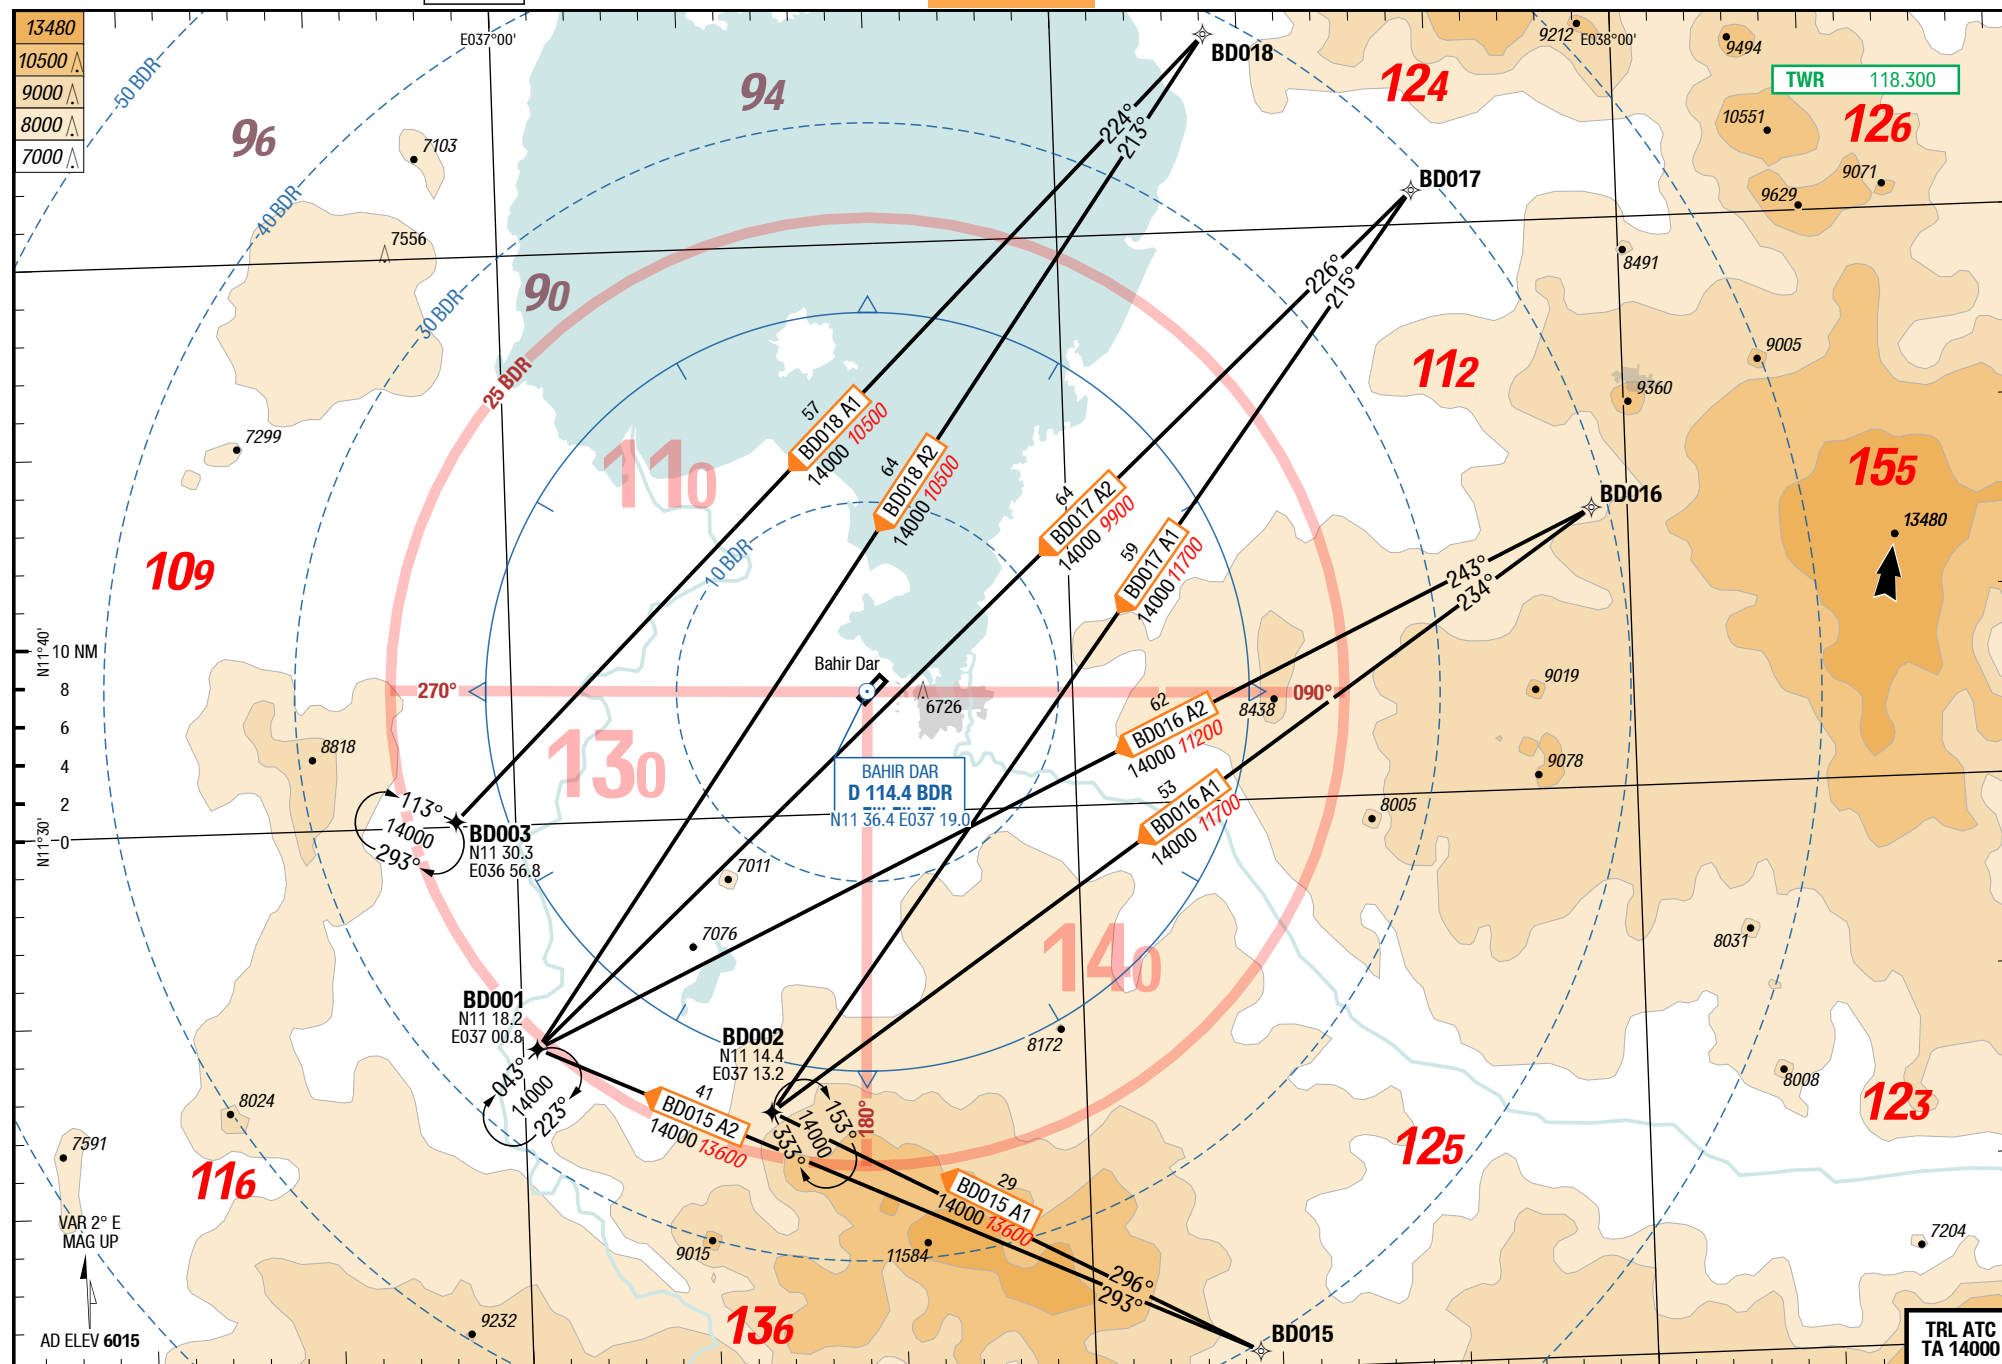 13480
10500
9000
8000
7000
50 BDR
40 BDR
30 BDR
25 BDR
10 BDR
E037°00'
E038°00'
96
94
90
124
126
112
155
109
110
130
140
116
136
125
123
TWR 118.300
BD018
224°
213°
BD017
226°
215°
BD016
243°
234°
9212
9494
10551
9071
9629
8491
9005
9360
13480
7103
7556
7299
57
BD018 A1
14000 10500
64
BD018 A2
14000 10500
64
BD017 A2
14000 9900
59
BD017 A1
14000 11700
62
BD016 A2
14000 11200
53
BD016 A1
14000 11700
N11°40'
10 NM
8
6
4
2
0
N11°30'
270°
090°
180°
Bahir Dar
6726
8438
9019
9078
8005
8818
BAHIR DAR
D 114.4 BDR
N11 36.4 E037 19.0
113°
14000
293°
BD003
N11 30.3
E036 56.8
7011
7076
8031
8172
8008
BD001
N11 18.2
E037 00.8
043°
14000
223°
BD002
N11 14.4
E037 13.2
153°
14000
333°
41
BD015 A2
14000 13600
29
BD015 A1
14000 13600
8024
7591
9015
11584
9232
7204
296°
293°
BD015
VAR 2° E
MAG UP
AD ELEV 6015
TRL ATC
TA 14000